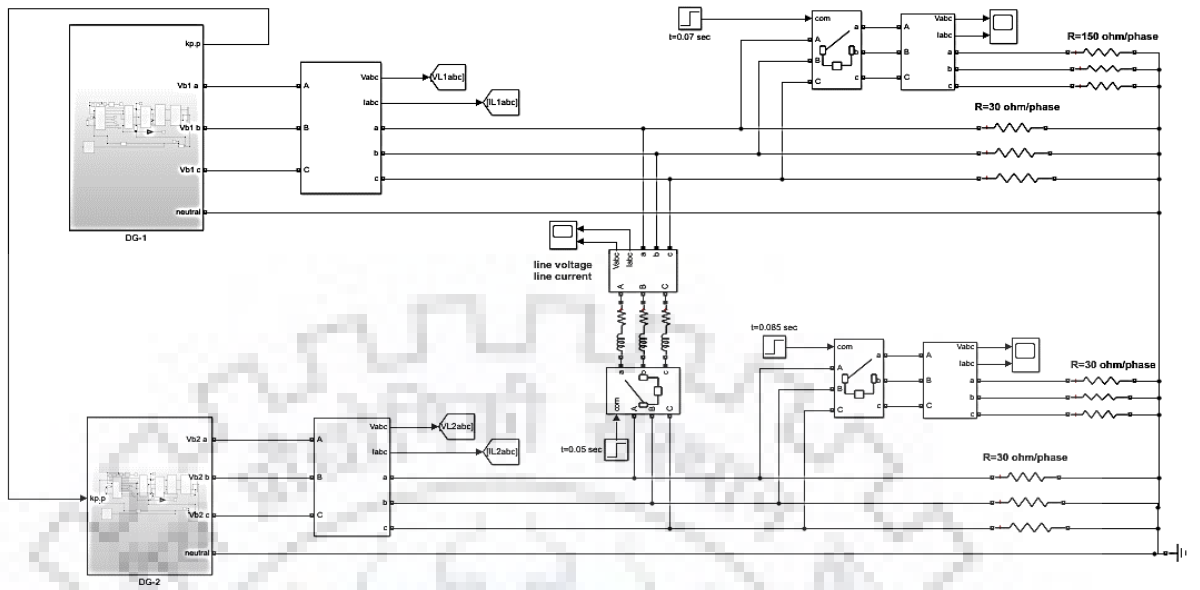 kp,p
Vb1 a
Vb1 b
Vb1 c
neutral
DG-1
A
B
C
Vabc
Iabc
a
b
c
[VL1abc]
[IL1abc]
t=0.07 sec
com
A
B
C
a
b
c
A
B
C
Vabc
Iabc
a
b
c
R=150 ohm/phase
R=30 ohm/phase
line voltage
line current
Vabc
Iabc
a
b
c
A
B
C
a
b
c
com
A
B
C
t=0.05 sec
t=0.085 sec
com
A
B
C
a
b
c
A
B
C
Vabc
Iabc
a
b
c
R=30 ohm/phase
R=30 ohm/phase
kp,p
Vb2 a
Vb2 b
Vb2 c
neutral
DG-2
A
B
C
Vabc
Iabc
a
b
c
[VL2abc]
[IL2abc]